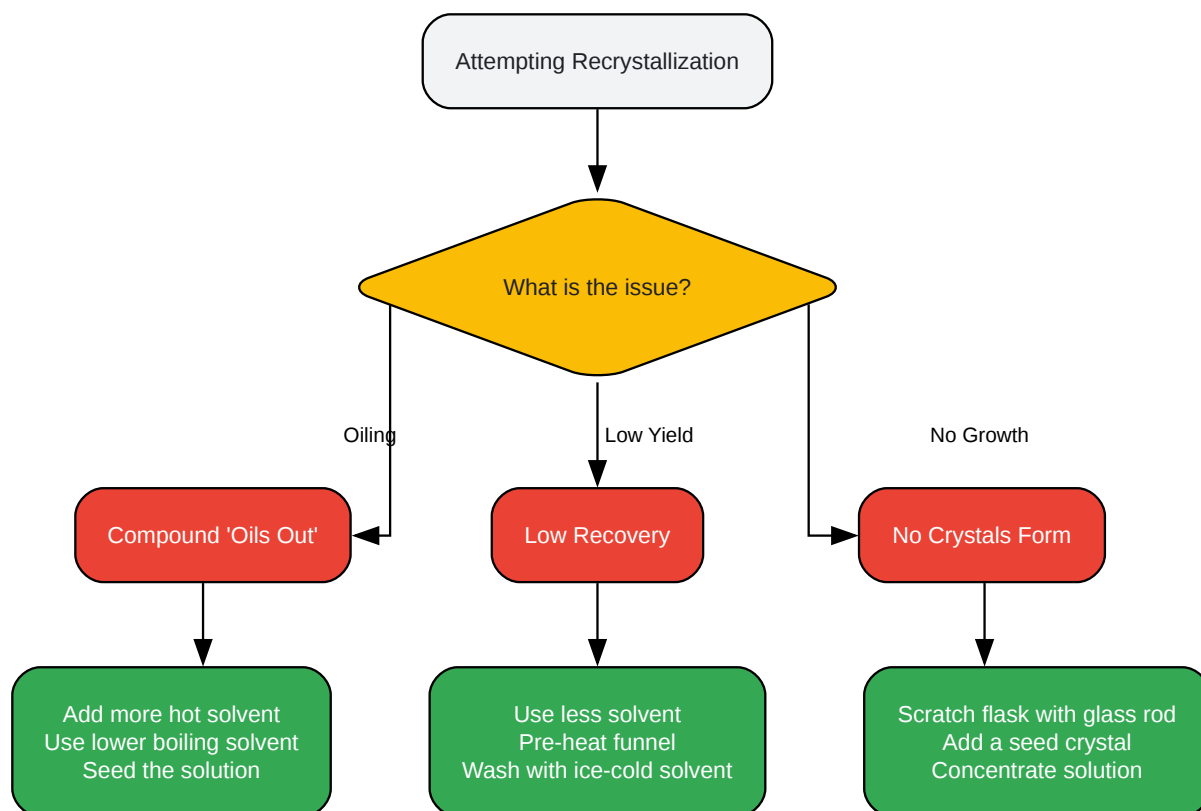 Attempting Recrystallization
What is the issue?
Oiling
Low Yield
No Growth
Compound 'Oils Out'
Low Recovery
No Crystals Form
Add more hot solvent
Use lower boiling solvent
Seed the solution
Use less solvent
Pre-heat funnel
Wash with ice-cold solvent
Scratch flask with glass rod
Add a seed crystal
Concentrate solution